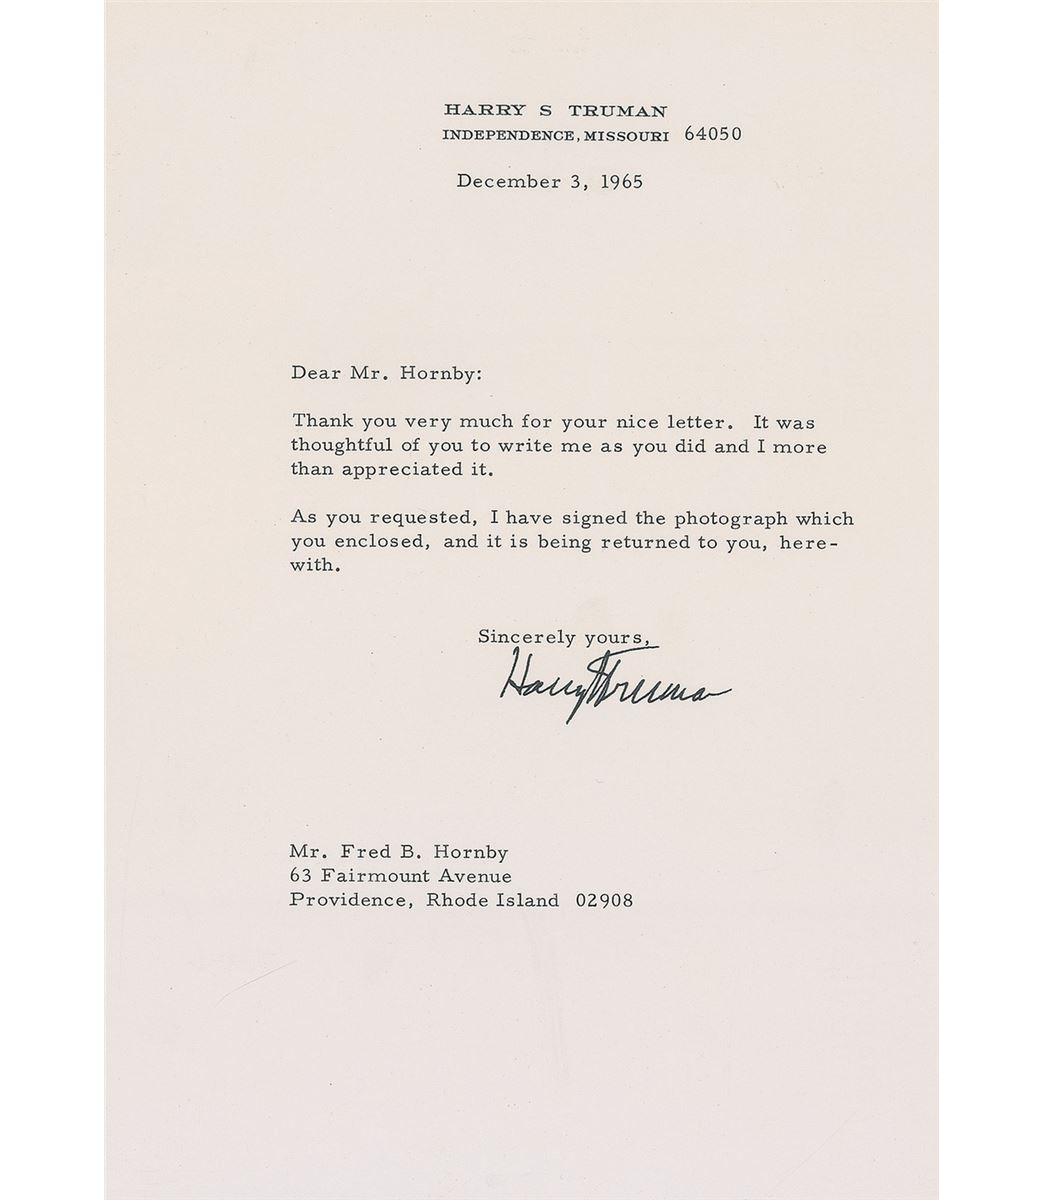 HARRY S TRUMAN
INDEPENDENCE, MISSOURI 64050
December 3, 1965
Dear Mr. Hornby:
Thank you very much for your nice letter. It was
thoughtful of you to write me as you did and I more
than appreciated it.
As you requested, I have signed the photograph which
you enclosed, and it is being returned to you, here-
with.
Sincerely yours,
Harry S Truman
Mr. Fred B. Hornby
63 Fairmount Avenue
Providence, Rhode Island 02908